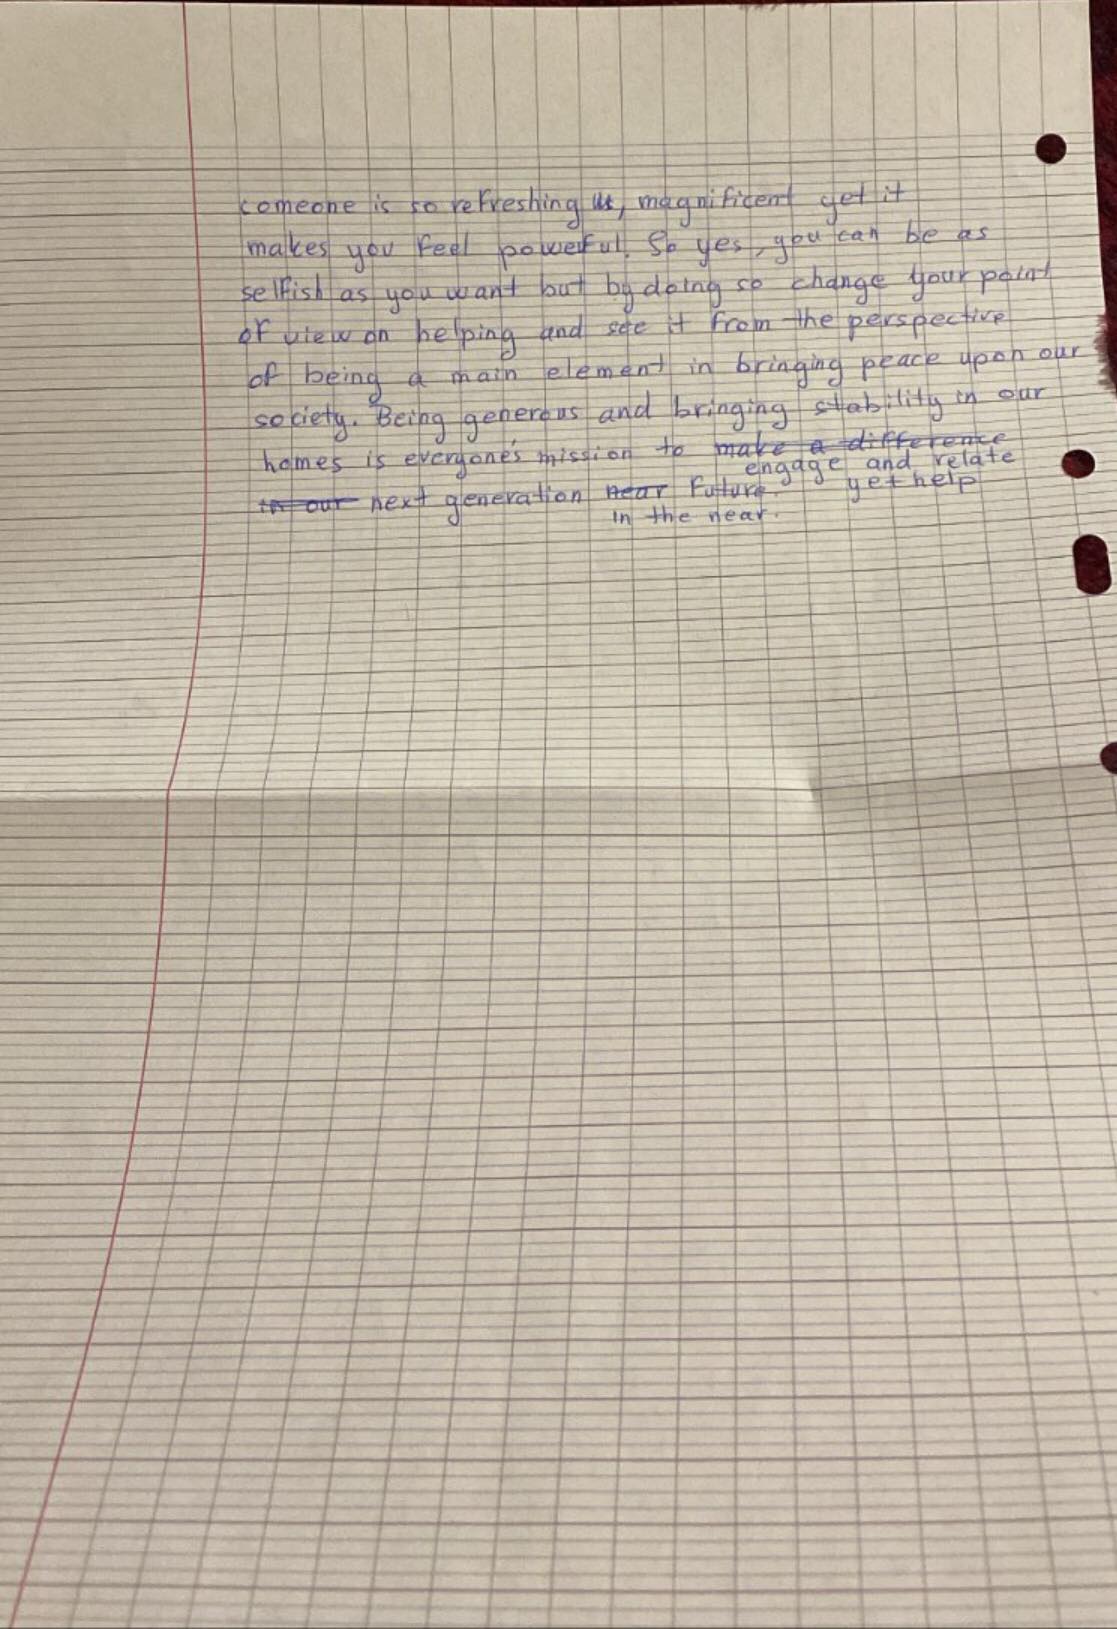 someone is so refreshing, magnificent yet it
makes you feel powerful. So yes, you can be as
selfish as you want but by doing so change your point
of view on helping and see it from the perspective
of being a main element in bringing peace upon our
society. Being generous and bringing stability in our
homes is everyone's mission to make a difference
engage and relate
yet help
in our next generation near future.
in the near.